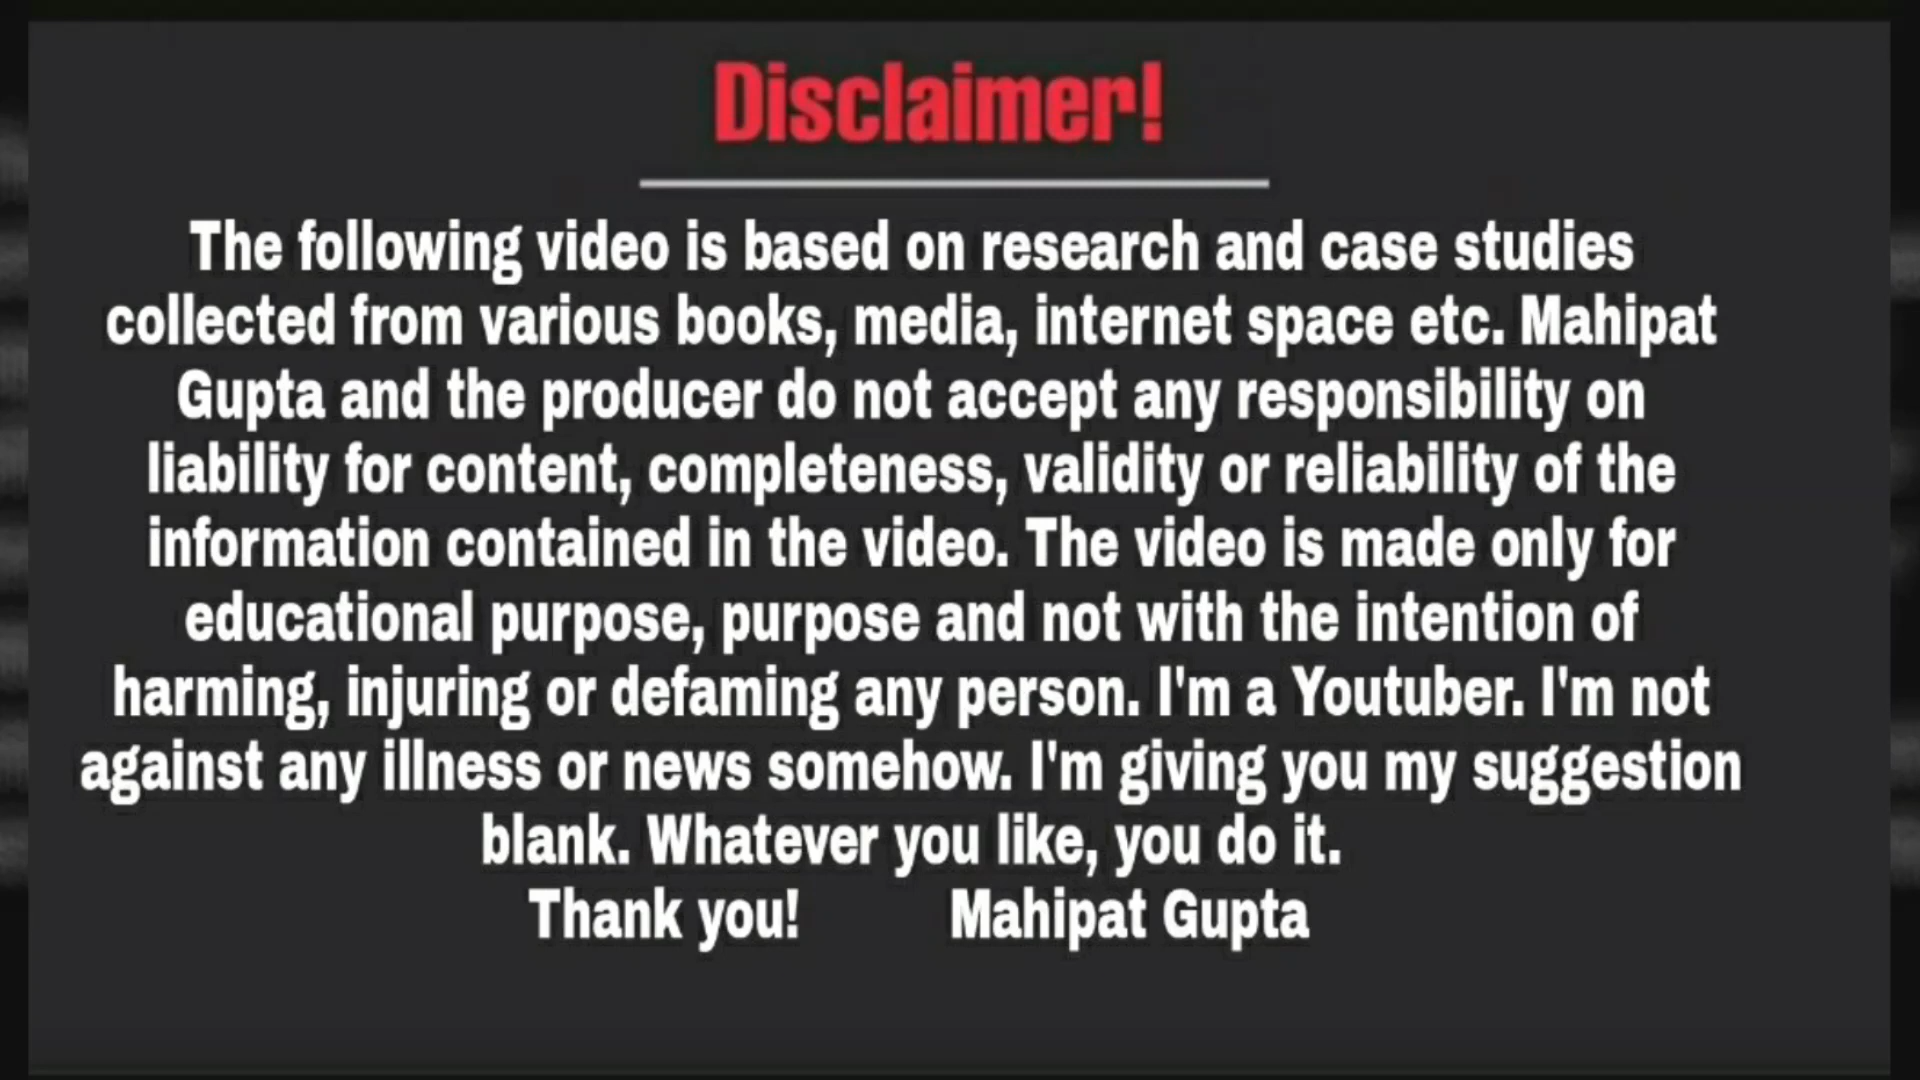 Disclaimer!
The following video is based on research and case studies
collected from various books, media, internet space etc. Mahipat
Gupta and the producer do not accept any responsibility on
liability for content, completeness, validity or reliability of the
information contained in the video. The video is made only for
educational purpose, purpose and not with the intention of
harming, injuring or defaming any person. I'm a Youtuber. I'm not
against any illness or news somehow. I'm giving you my suggestion
blank. Whatever you like, you do it.
Thank you! Mahipat Gupta